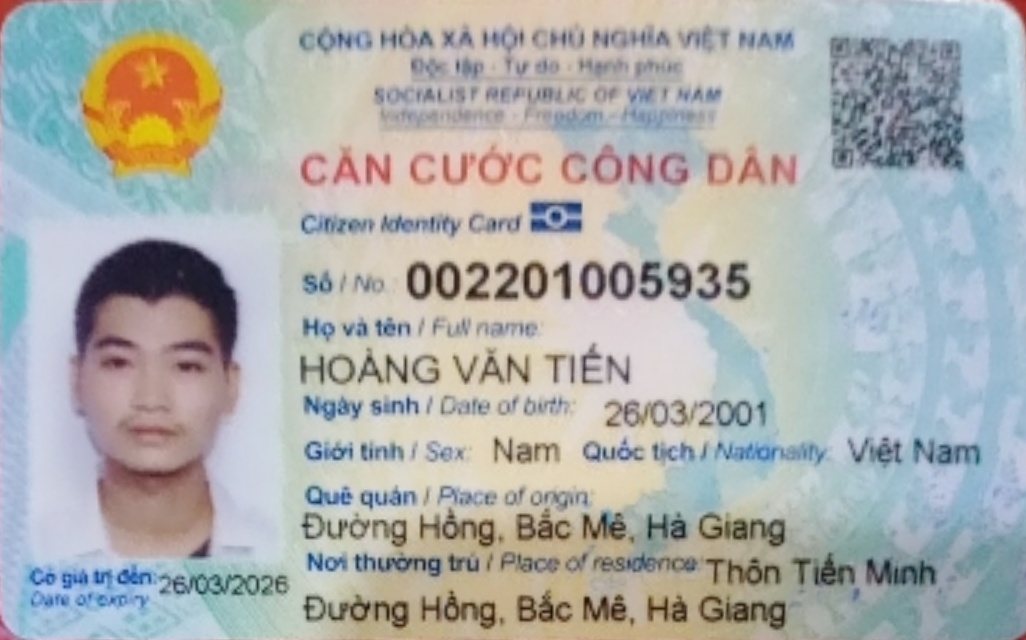 CỘNG HÒA XÃ HỘI CHỦ NGHĨA VIỆT NAM
Độc lập - Tự do - Hạnh phúc
SOCIALIST REPUBLIC OF VIET NAM
Independence - Freedom - Happiness
CĂN CƯỚC CÔNG DÂN
Citizen Identity Card
Số / No.: 002201005935
Họ và tên / Full name:
HOÀNG VĂN TIẾN
Ngày sinh / Date of birth: 26/03/2001
Giới tính / Sex: Nam Quốc tịch / Nationality: Việt Nam
Quê quán / Place of origin:
Đường Hồng, Bắc Mê, Hà Giang
Nơi thường trú / Place of residence: Thôn Tiến Minh
Đường Hồng, Bắc Mê, Hà Giang
Có giá trị đến: 26/03/2026
Date of expiry